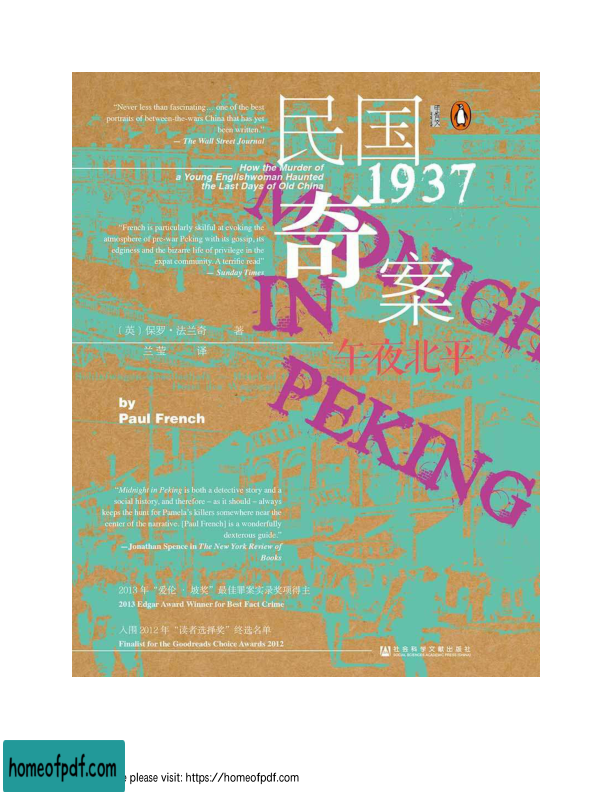 “Never less than fascinating… one of the best
portraits of between-the-wars China that has yet
been written.”
— The Wall Street Journal
民国
1937
奇案
How the Murder of
a Young Englishwoman Haunted
the Last Days of Old China
“French is particularly skilful at evoking the
atmosphere of pre-war Peking with its gossip, its
edginess and the bizarre life of privilege in the
expat community. A terrific read”
— Sunday Times
MIDNIGH
IN
PEKING
（英）保罗·法兰奇 著
兰莹 译
午夜北平
by
Paul French
“Midnight in Peking is both a detective story and a
social history, and therefore – as it should – always
keeps the hunt for Pamela's killers somewhere near the
center of the narrative. [Paul French] is a wonderfully
dexterous guide.”
—Jonathan Spence in The New York Review of
Books
2013年“爱伦·坡奖”最佳罪案实录奖项得主
2013 Edgar Award Winner for Best Fact Crime
入围2012年“读者选择奖”终选名单
Finalist for the Goodreads Choice Awards 2012
社会科学文献出版社
SOCIAL SCIENCES ACADEMIC PRESS (CHINA)
homeofpdf.com
e please visit: https://homeofpdf.com